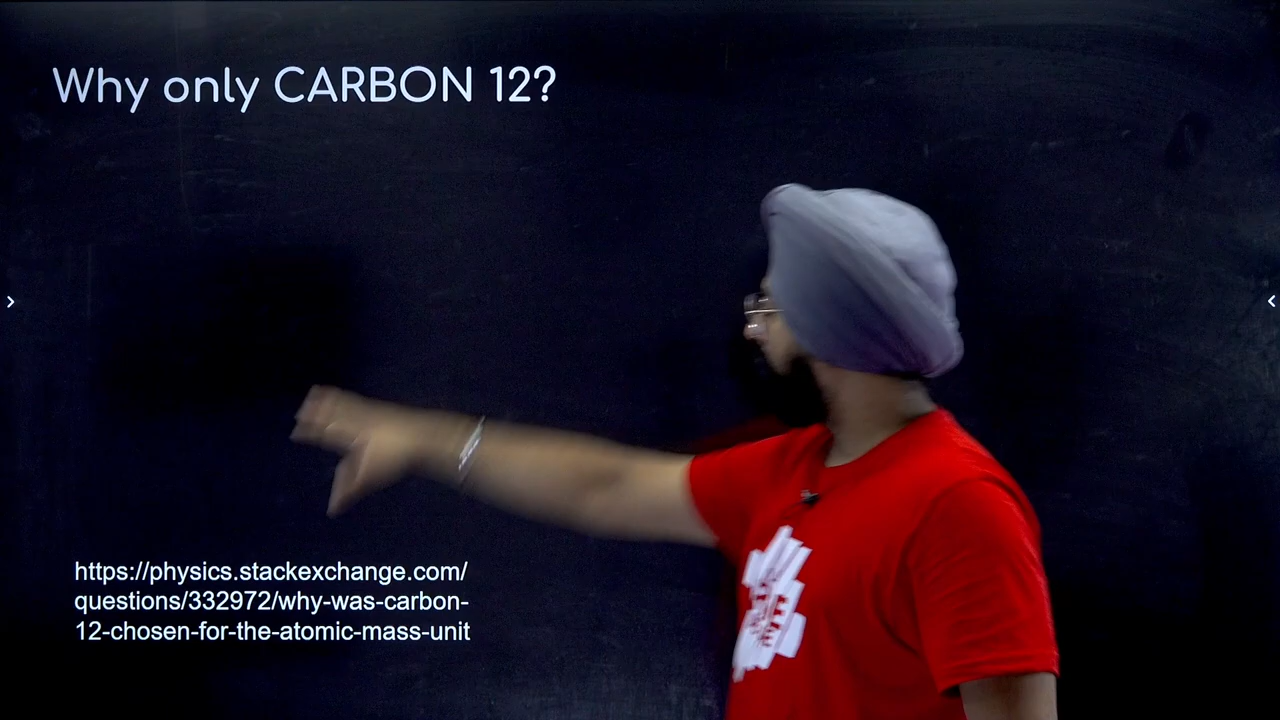 Why only CARBON 12?
https://physics.stackexchange.com/
questions/332972/why-was-carbon-
12-chosen-for-the-atomic-mass-unit